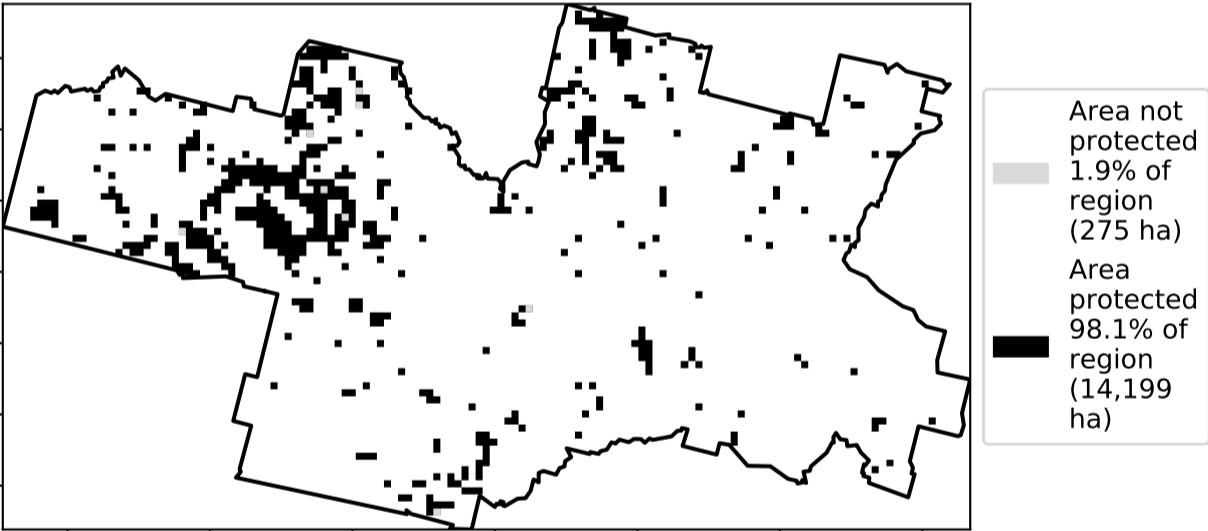 Area not
protected
1.9% of
region
(275 ha)
Area
protected
98.1% of
region
(14,199
ha)